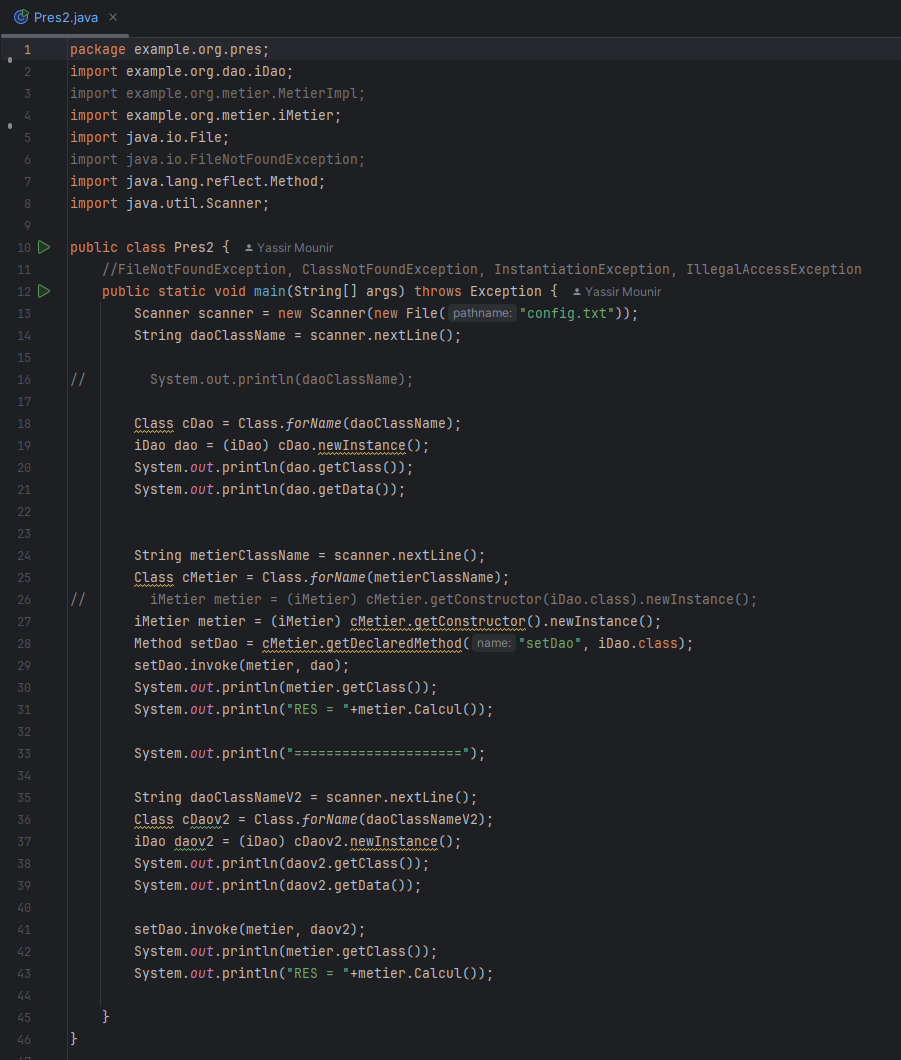 Pres2.java ×
1 package example.org.pres;
2 import example.org.dao.iDao;
3 import example.org.metier.MetierImpl;
4 import example.org.metier.iMetier;
5 import java.io.File;
6 import java.io.FileNotFoundException;
7 import java.lang.reflect.Method;
8 import java.util.Scanner;
9
10 public class Pres2 { Yassir Mounir
11 //FileNotFoundException, ClassNotFoundException, InstantiationException, IllegalAccessException
12 public static void main(String[] args) throws Exception { Yassir Mounir
13 Scanner scanner = new Scanner(new File( pathname: "config.txt"));
14 String daoClassName = scanner.nextLine();
15
16 // System.out.println(daoClassName);
17
18 Class cDao = Class.forName(daoClassName);
19 iDao dao = (iDao) cDao.newInstance();
20 System.out.println(dao.getClass());
21 System.out.println(dao.getData());
22
23
24 String metierClassName = scanner.nextLine();
25 Class cMetier = Class.forName(metierClassName);
26 // iMetier metier = (iMetier) cMetier.getConstructor(iDao.class).newInstance();
27 iMetier metier = (iMetier) cMetier.getConstructor().newInstance();
28 Method setDao = cMetier.getDeclaredMethod( name: "setDao", iDao.class);
29 setDao.invoke(metier, dao);
30 System.out.println(metier.getClass());
31 System.out.println("RES = "+metier.Calcul());
32
33 System.out.println("=====================");
34
35 String daoClassNameV2 = scanner.nextLine();
36 Class cDaov2 = Class.forName(daoClassNameV2);
37 iDao daov2 = (iDao) cDaov2.newInstance();
38 System.out.println(daov2.getClass());
39 System.out.println(daov2.getData());
40
41 setDao.invoke(metier, daov2);
42 System.out.println(metier.getClass());
43 System.out.println("RES = "+metier.Calcul());
44
45 }
46 }